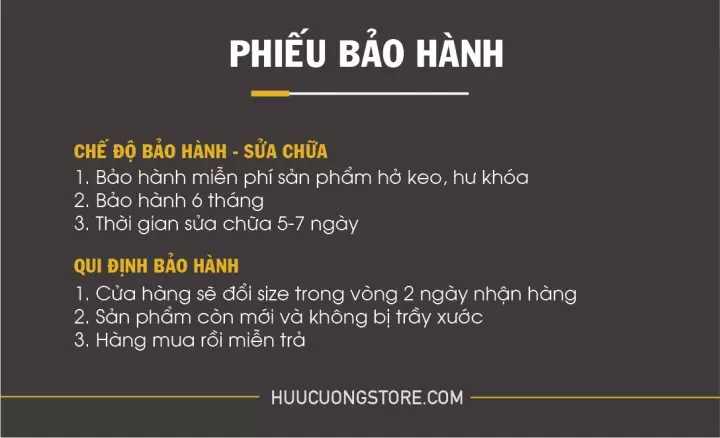 PHIẾU BẢO HÀNH
CHẾ ĐỘ BẢO HÀNH - SỬA CHỮA
1. Bảo hành miễn phí sản phẩm hở keo, hư khóa
2. Bảo hành 6 tháng
3. Thời gian sửa chữa 5-7 ngày
QUI ĐỊNH BẢO HÀNH
1. Cửa hàng sẽ đổi size trong vòng 2 ngày nhận hàng
2. Sản phẩm còn mới và không bị trầy xước
3. Hàng mua rồi miễn trả
HUUCUONGSTORE.COM